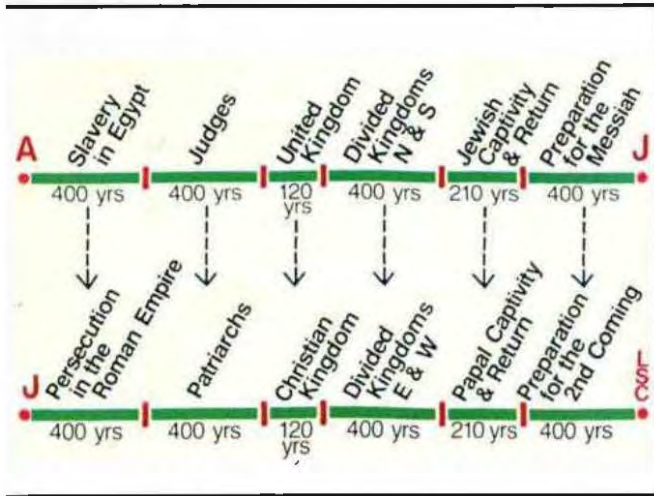 A
Slavery
in Egypt
Judges
United
Kingdom
Divided
Kingdoms
N & S
Jewish
Captivity
& Return
Preparation
for the
Messiah
J
400 yrs
400 yrs
120
yrs
400 yrs
210 yrs
400 yrs
J
Persecution
in the
Roman Empire
Patriarchs
Christian
Kingdom
Divided
Kingdoms
E & W
Papal Captivity
& Return
Preparation
for the
2nd Coming
LSC
400 yrs
400 yrs
120
yrs
400 yrs
210 yrs
400 yrs